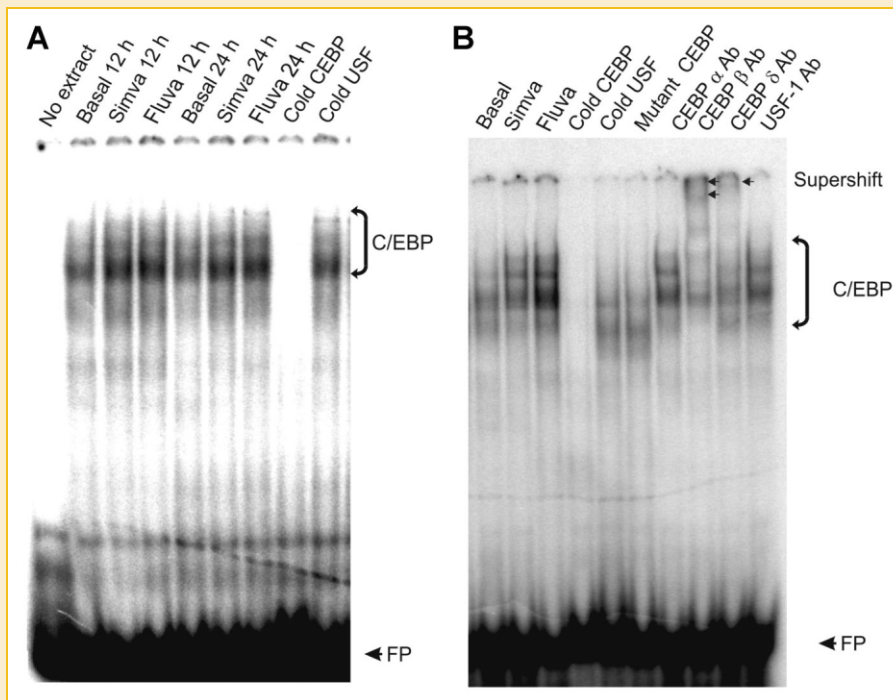 A
No extract
Basal 12 h
Simva 12 h
Fluva 12 h
Basal 24 h
Simva 24 h
Fluva 24 h
Cold CEBP
Cold USF
C/EBP
FP
B
Basal
Simva
Fluva
Cold CEBP
Cold USF
Mutant CEBP
CEBP α Ab
CEBP β Ab
CEBP δ Ab
USF-1 Ab
Supershift
C/EBP
FP